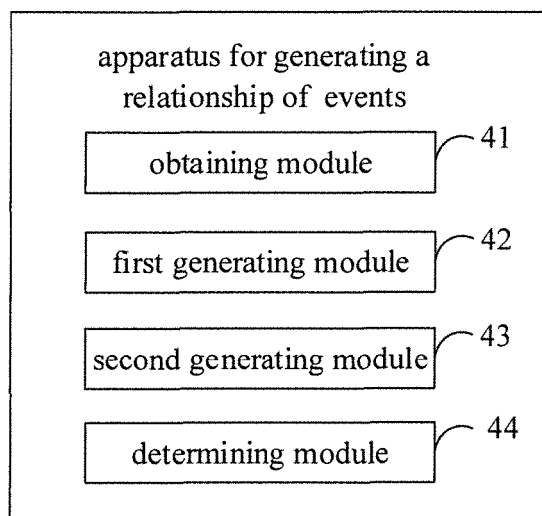 apparatus for generating a
relationship of events
obtaining module 41
first generating module 42
second generating module 43
determining module 44